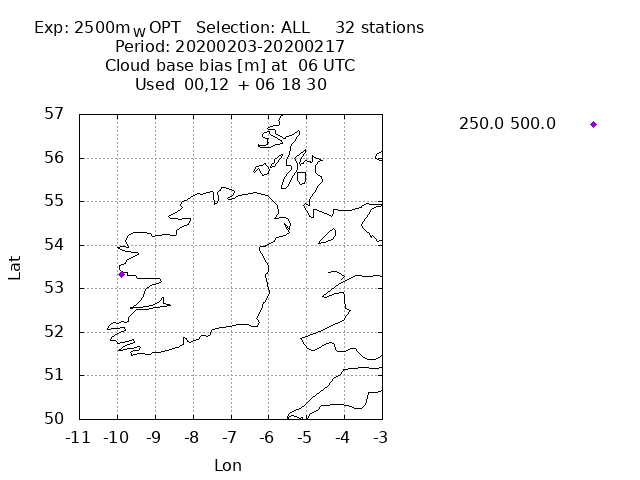 Exp: 2500m_W OPT   Selection: ALL     32 stations
Period: 20200203-20200217
Cloud base bias [m] at  06 UTC
Used  00,12  + 06 18 30
250.0 500.0
57
56
55
54
53
52
51
50
Lat
-11 -10 -9 -8 -7 -6 -5 -4 -3
Lon